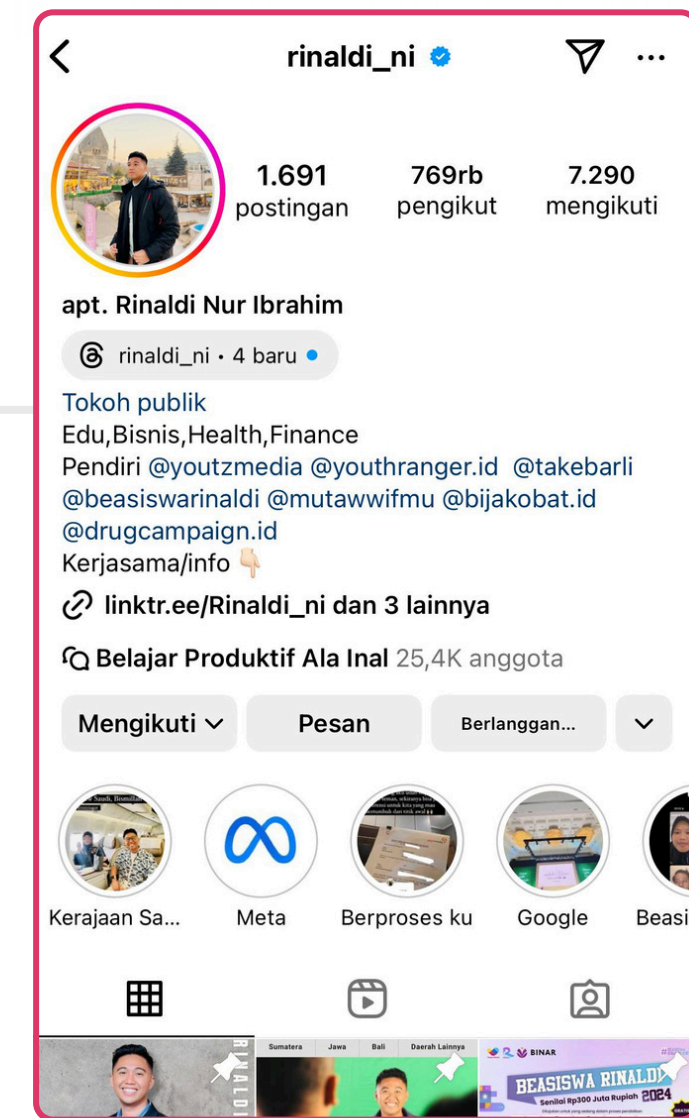 rinaldi_ni
1.691 769rb 7.290
postingan pengikut mengikuti
apt. Rinaldi Nur Ibrahim
rinaldi_ni • 4 baru
Tokoh publik
Edu,Bisnis,Health,Finance
Pendiri @youtzmedia @youthranger.id @takebarli
@beasiswarinaldi @mutawwifmu @bijakobat.id
@drugcampaign.id
Kerjasama/info 👇🏻
linktr.ee/Rinaldi_ni dan 3 lainnya
Belajar Produktif Ala Inal 25,4K anggota
Mengikuti Pesan Berlanggan...
Kerajaan Sa... Meta Berproses ku Google Beasi
RINALDI
Sumatera Jawa Bali Daerah Lainnya
BINAR
BEASISWA RINALDI
Senilai Rp300 Juta Rupiah 2024